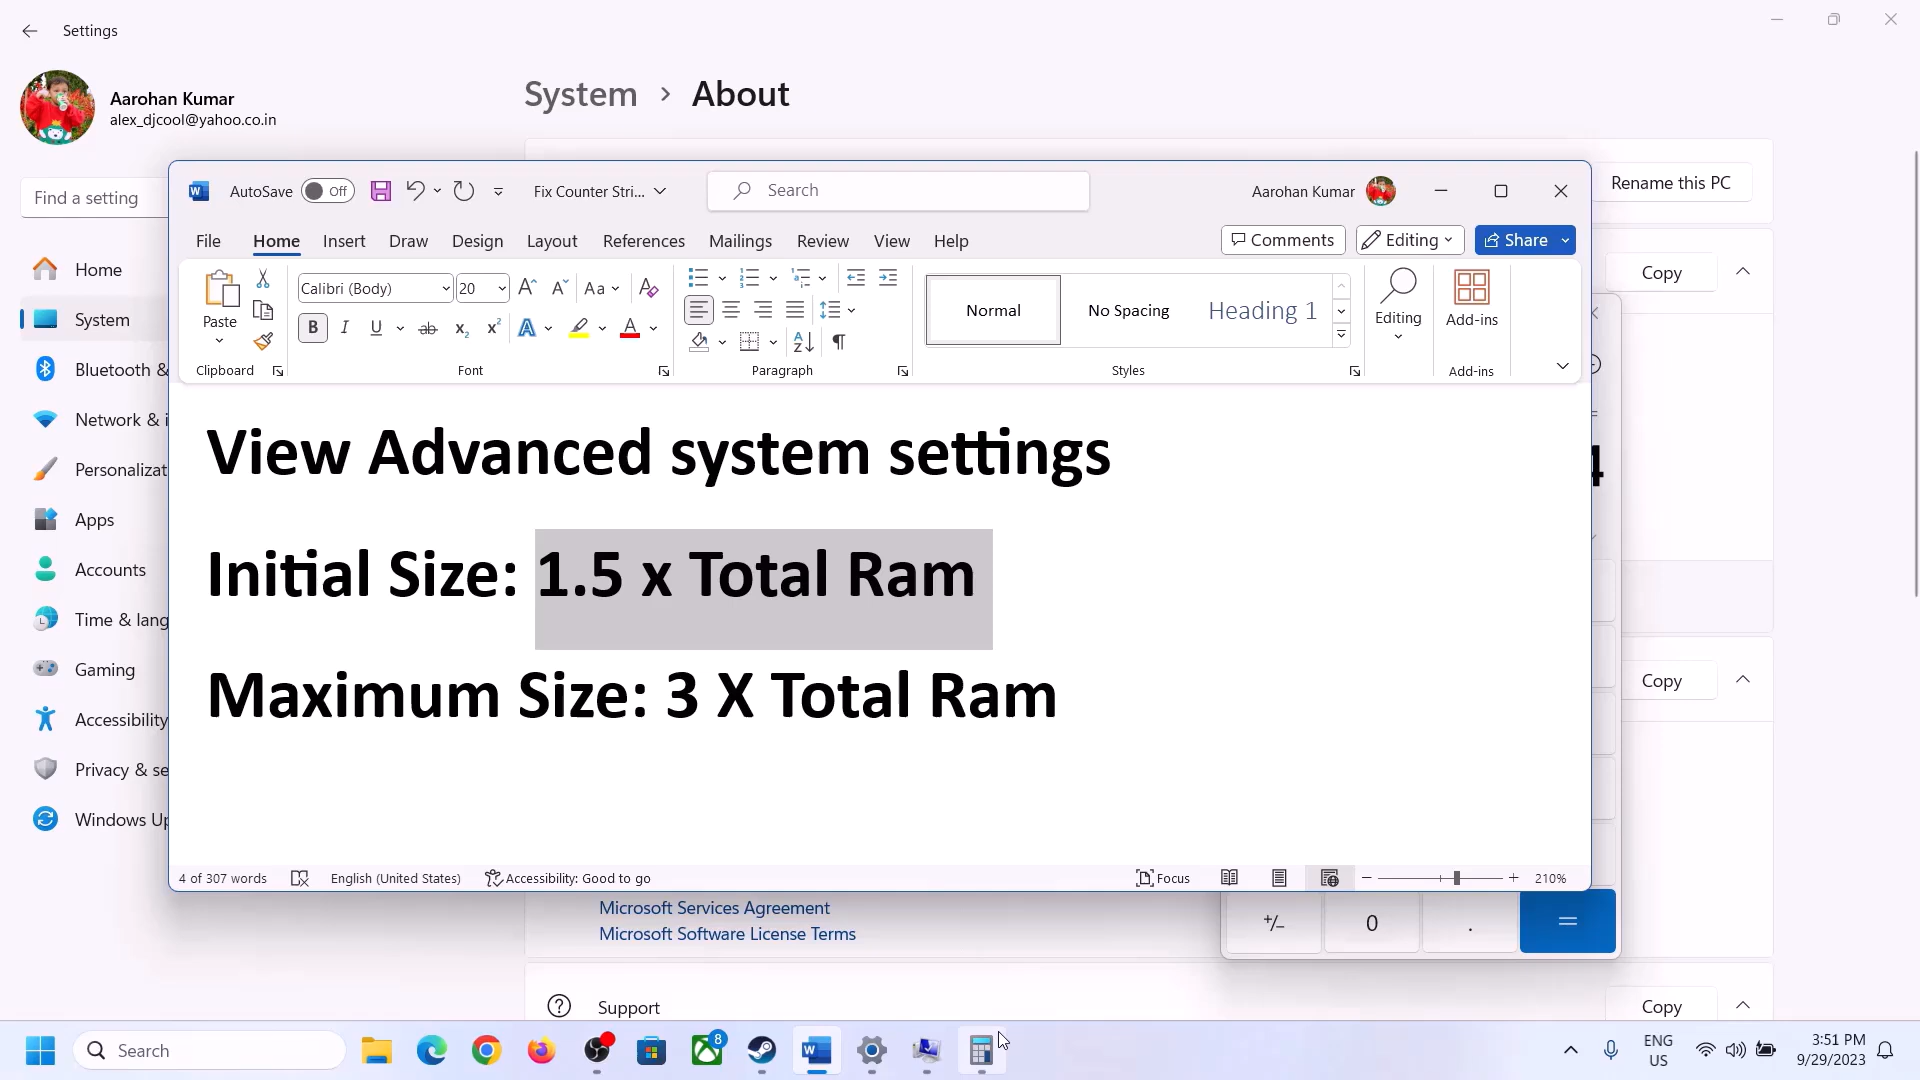 Settings
Aarohan Kumar
alex_djcool@yahoo.co.in
System > About
Find a setting
Rename this PC
AutoSave Off
Fix Counter Stri...
Search
Aarohan Kumar
File Home Insert Draw Design Layout References Mailings Review View Help
Comments Editing Share
Paste
Calibri (Body) 20
Aa
B I U ab x₂ x² A A
Normal No Spacing Heading 1
Editing
Add-ins
Clipboard Font Paragraph Styles Add-ins
Copy
Home
System
Bluetooth &
Network & i
Personalizat
Apps
Accounts
Time & lang
Gaming
Accessibility
Privacy & se
Windows Up
View Advanced system settings
Initial Size: 1.5 x Total Ram
Maximum Size: 3 X Total Ram
4
Copy
4 of 307 words English (United States) Accessibility: Good to go Focus 210%
Microsoft Services Agreement
Microsoft Software License Terms
+/- 0 . =
Support
Copy
Search
8
ENG
US
3:51 PM
9/29/2023